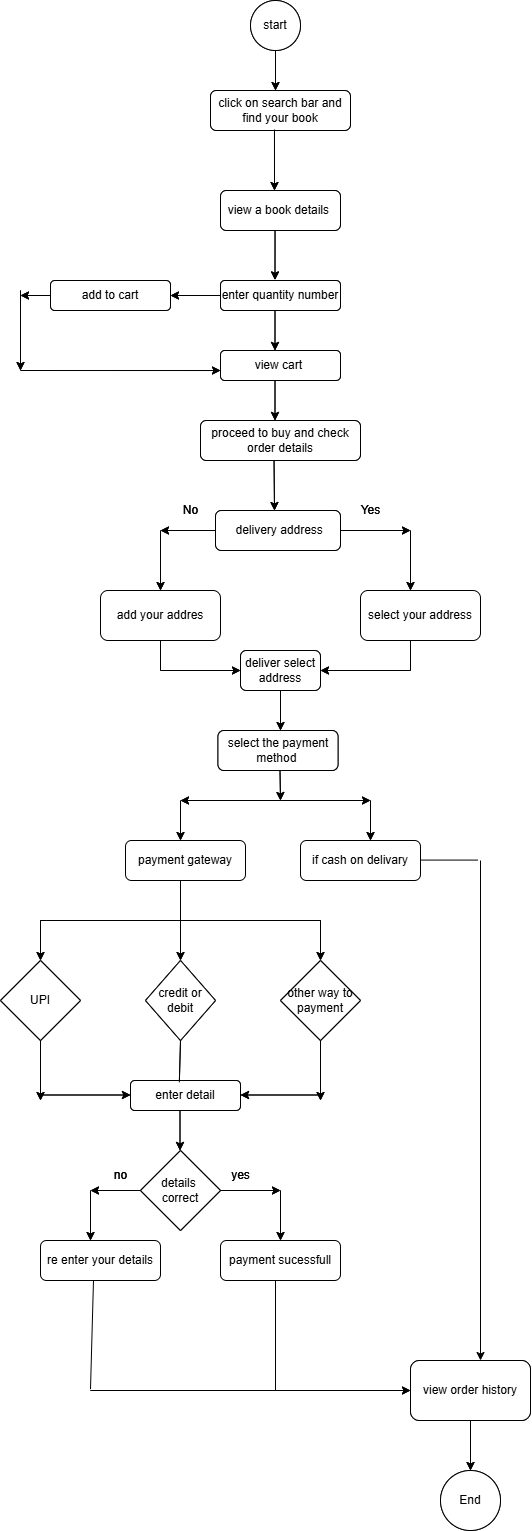 start
click on search bar and
find your book
view a book details
add to cart
enter quantity number
view cart
proceed to buy and check
order details
No
Yes
delivery address
add your addres
select your address
deliver select
address
select the payment
method
payment gateway
if cash on delivary
UPI
credit or
debit
other way to
payment
enter detail
no
yes
details
correct
re enter your details
payment sucessfull
view order history
End